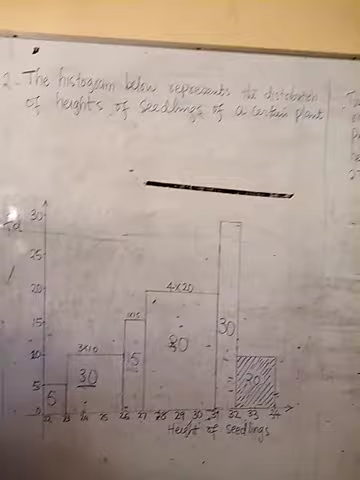 2. The histogram below represents the distribution
of heights of seedlings of a certain plant
30
25
20
15
10
5
0
4x20
3x10
5
30
15
80
30
20
22 23 24 25 26 27 28 29 30 31 32 33 34
Height of seedlings